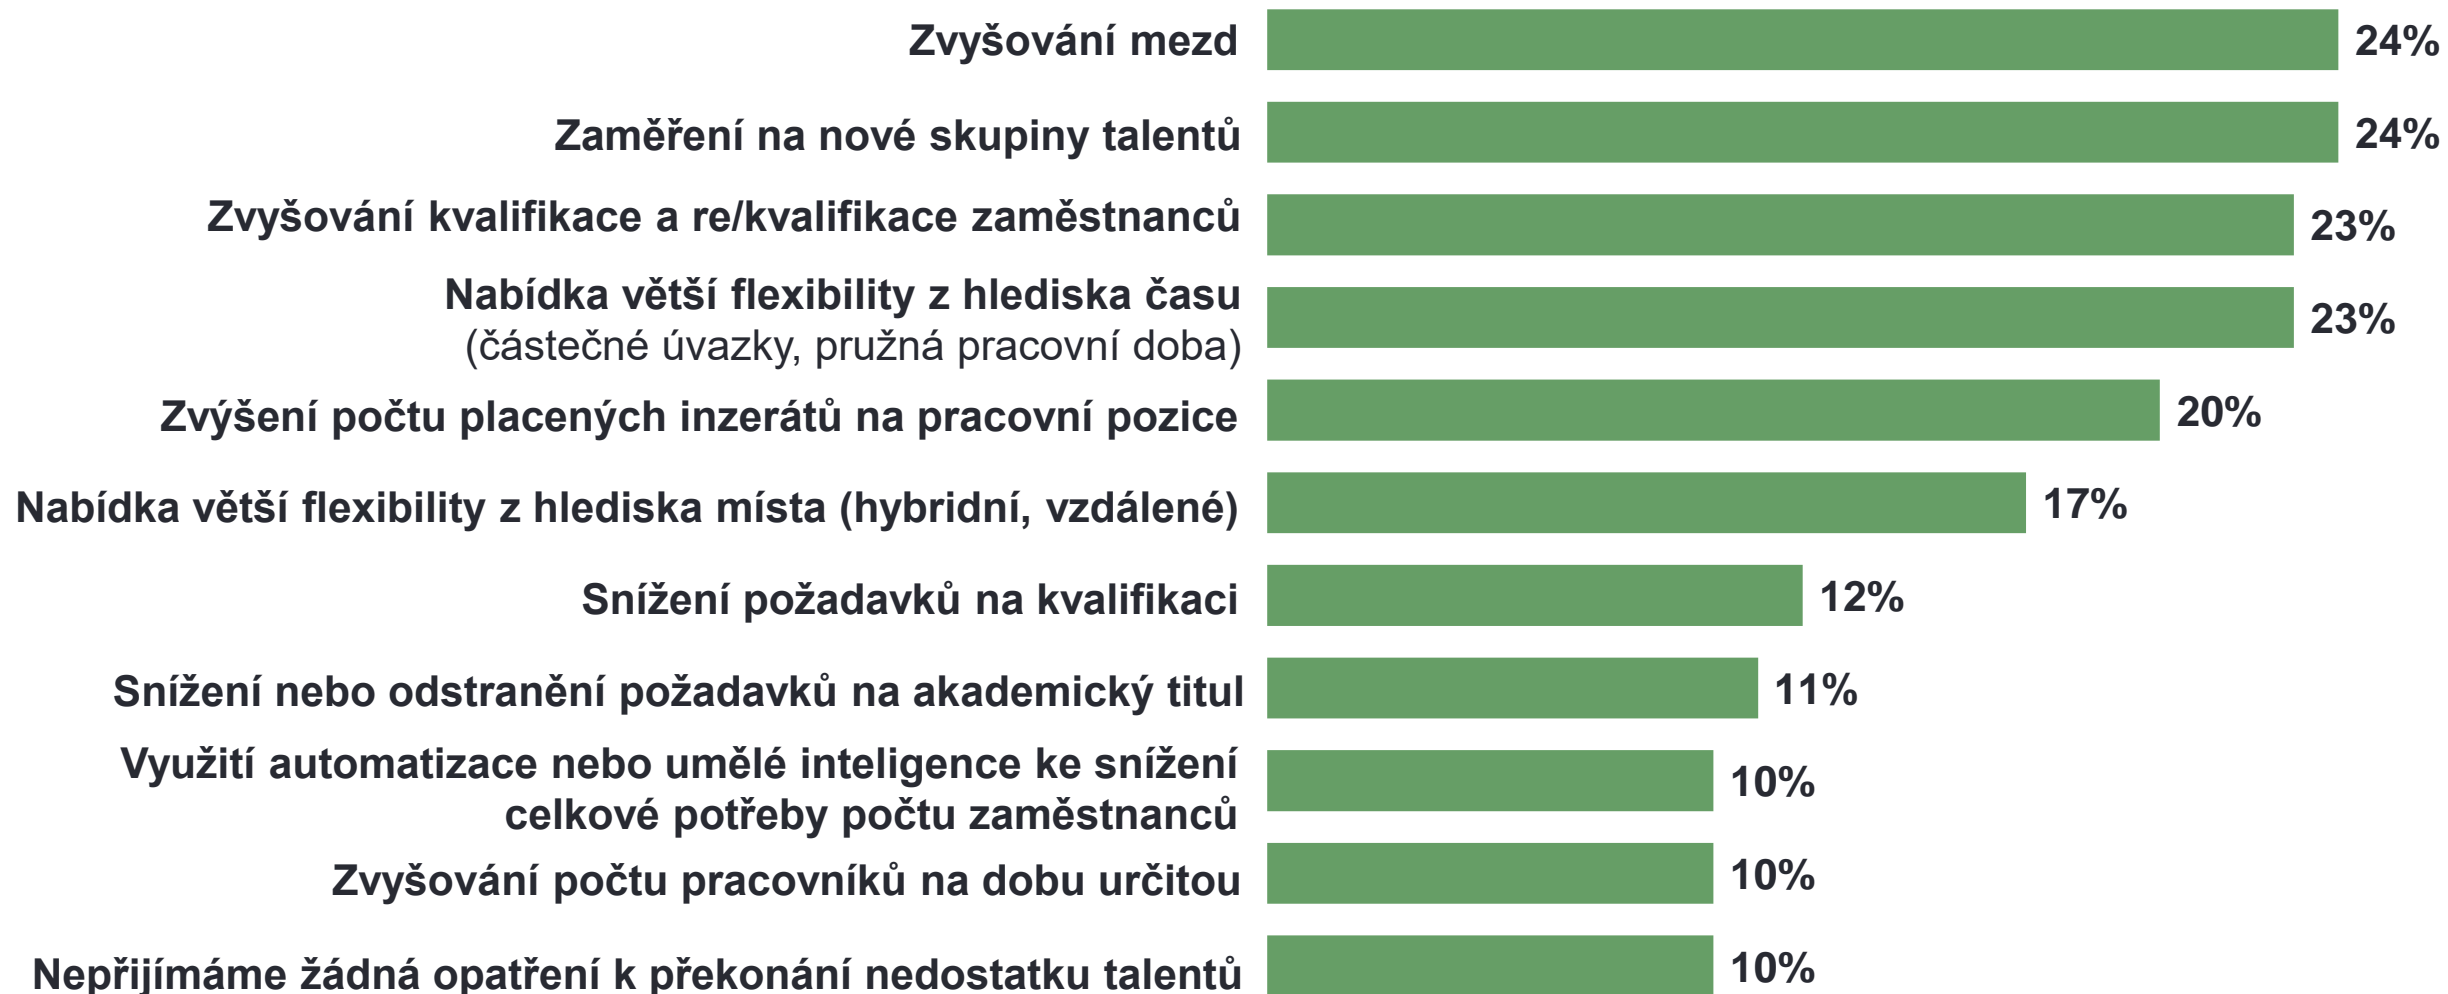 Zvyšování mezd 24%
Zaměření na nové skupiny talentů 24%
Zvyšování kvalifikace a re/kvalifikace zaměstnanců 23%
Nabídka větší flexibility z hlediska času
(částečné úvazky, pružná pracovní doba) 23%
Zvýšení počtu placených inzerátů na pracovní pozice 20%
Nabídka větší flexibility z hlediska místa (hybridní, vzdálené) 17%
Snížení požadavků na kvalifikaci 12%
Snížení nebo odstranění požadavků na akademický titul 11%
Využití automatizace nebo umělé inteligence ke snížení
celkové potřeby počtu zaměstnanců 10%
Zvyšování počtu pracovníků na dobu určitou 10%
Nepřijímáme žádná opatření k překonání nedostatku talentů 10%